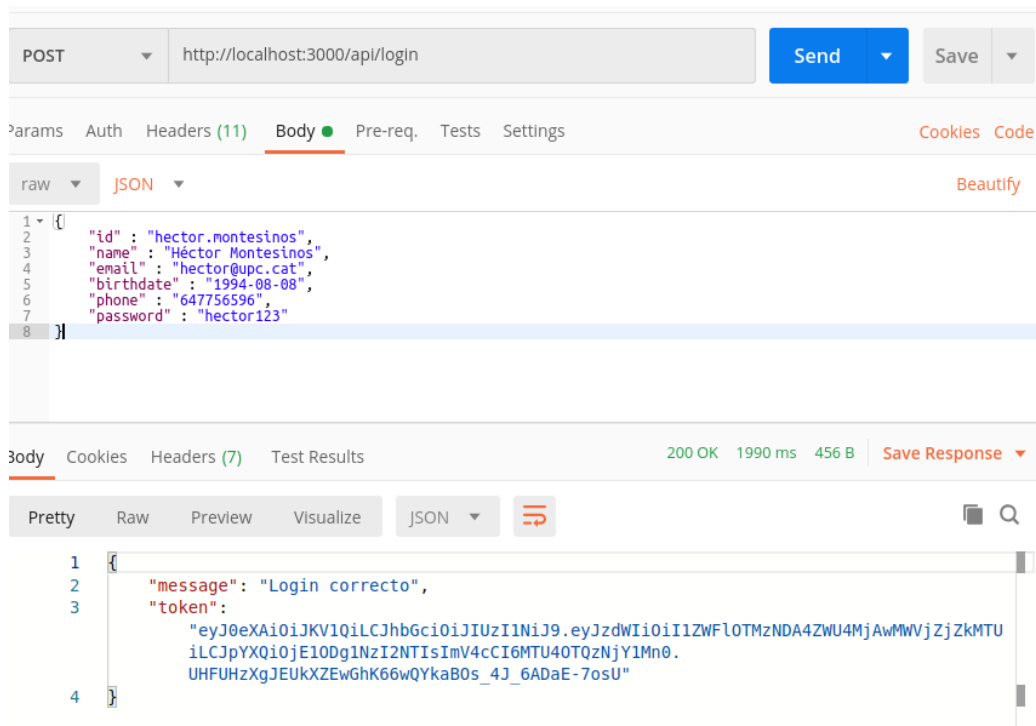 POST http://localhost:3000/api/login Send Save
Params Auth Headers (11) Body Pre-req. Tests Settings Cookies Code
raw JSON Beautify
1 {
2 "id" : "hector.montesinos",
3 "name" : "Héctor Montesinos",
4 "email" : "hector@upc.cat",
5 "birthdate" : "1994-08-08",
6 "phone" : "647756596",
7 "password" : "hector123"
8 }
Body Cookies Headers (7) Test Results 200 OK 1990 ms 456 B Save Response
Pretty Raw Preview Visualize JSON
1 {
2 "message": "Login correcto",
3 "token":
"eyJ0eXAiOiJKV1QiLCJhbGciOiJIUzI1NiJ9.eyJzdWIiOiI1ZWFlOTMzNDA4ZWU4MjAwMWVjZjZkMTU
iLCJpYXQiOjE1ODg1NzI2NTIsImV4cCI6MTU4OTQzNjY1Mn0.
UHFUHzXgJEUkXZEwGhK66wQYkaBOs_4J_6ADaE-7osU"
4 }